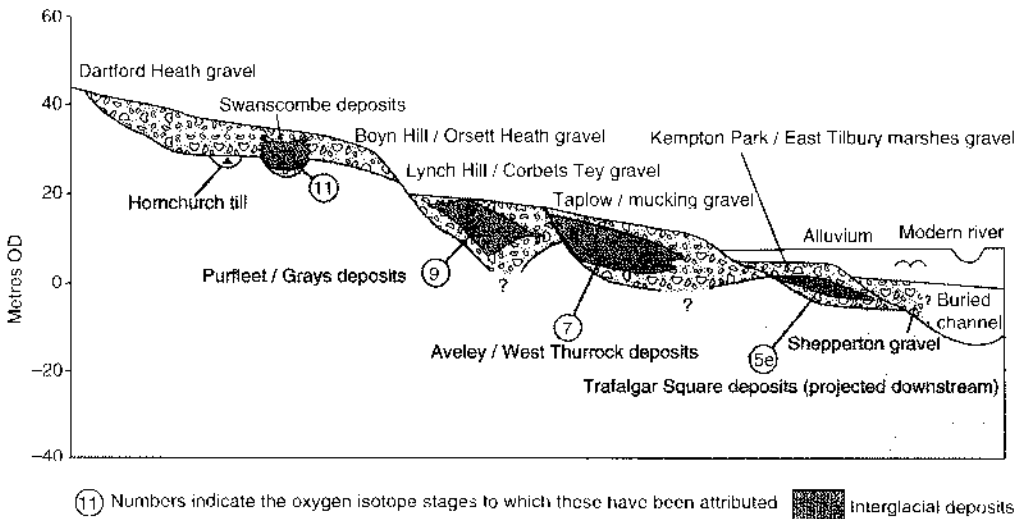 60
40
20
0
−20
−40
Metres OD
Dartford Heath gravel
Swanscombe deposits
Boyn Hill / Orsett Heath gravel
Kempton Park / East Tilbury marshes gravel
Lynch Hill / Corbets Tey gravel
11
Hornchurch till
Taplow / mucking gravel
Alluvium
Modern river
Purfleet / Grays deposits
9
?
?
? Buried
channel
7
Aveley / West Thurrock deposits
5e
Shepperton gravel
Trafalgar Square deposits (projected downstream)
11 Numbers indicate the oxygen isotope stages to which these have been attributed
Interglacial deposits